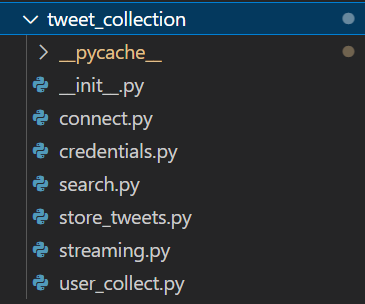 tweet_collection
__pycache__
__init__.py
connect.py
credentials.py
search.py
store_tweets.py
streaming.py
user_collect.py